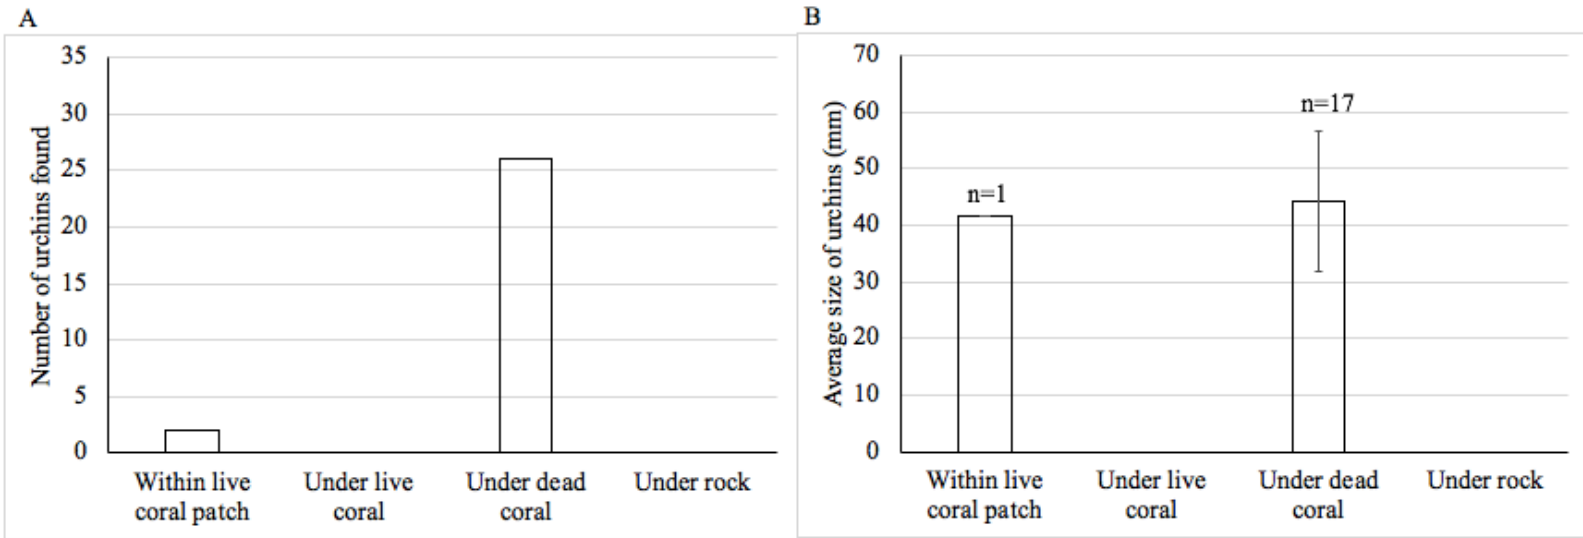 A
Number of urchins found
35
30
25
20
15
10
5
0
Within live
coral patch
Under live
coral
Under dead
coral
Under rock
B
Average size of urchins (mm)
70
60
50
40
30
20
10
0
n=1
n=17
Within live
coral patch
Under live
coral
Under dead
coral
Under rock